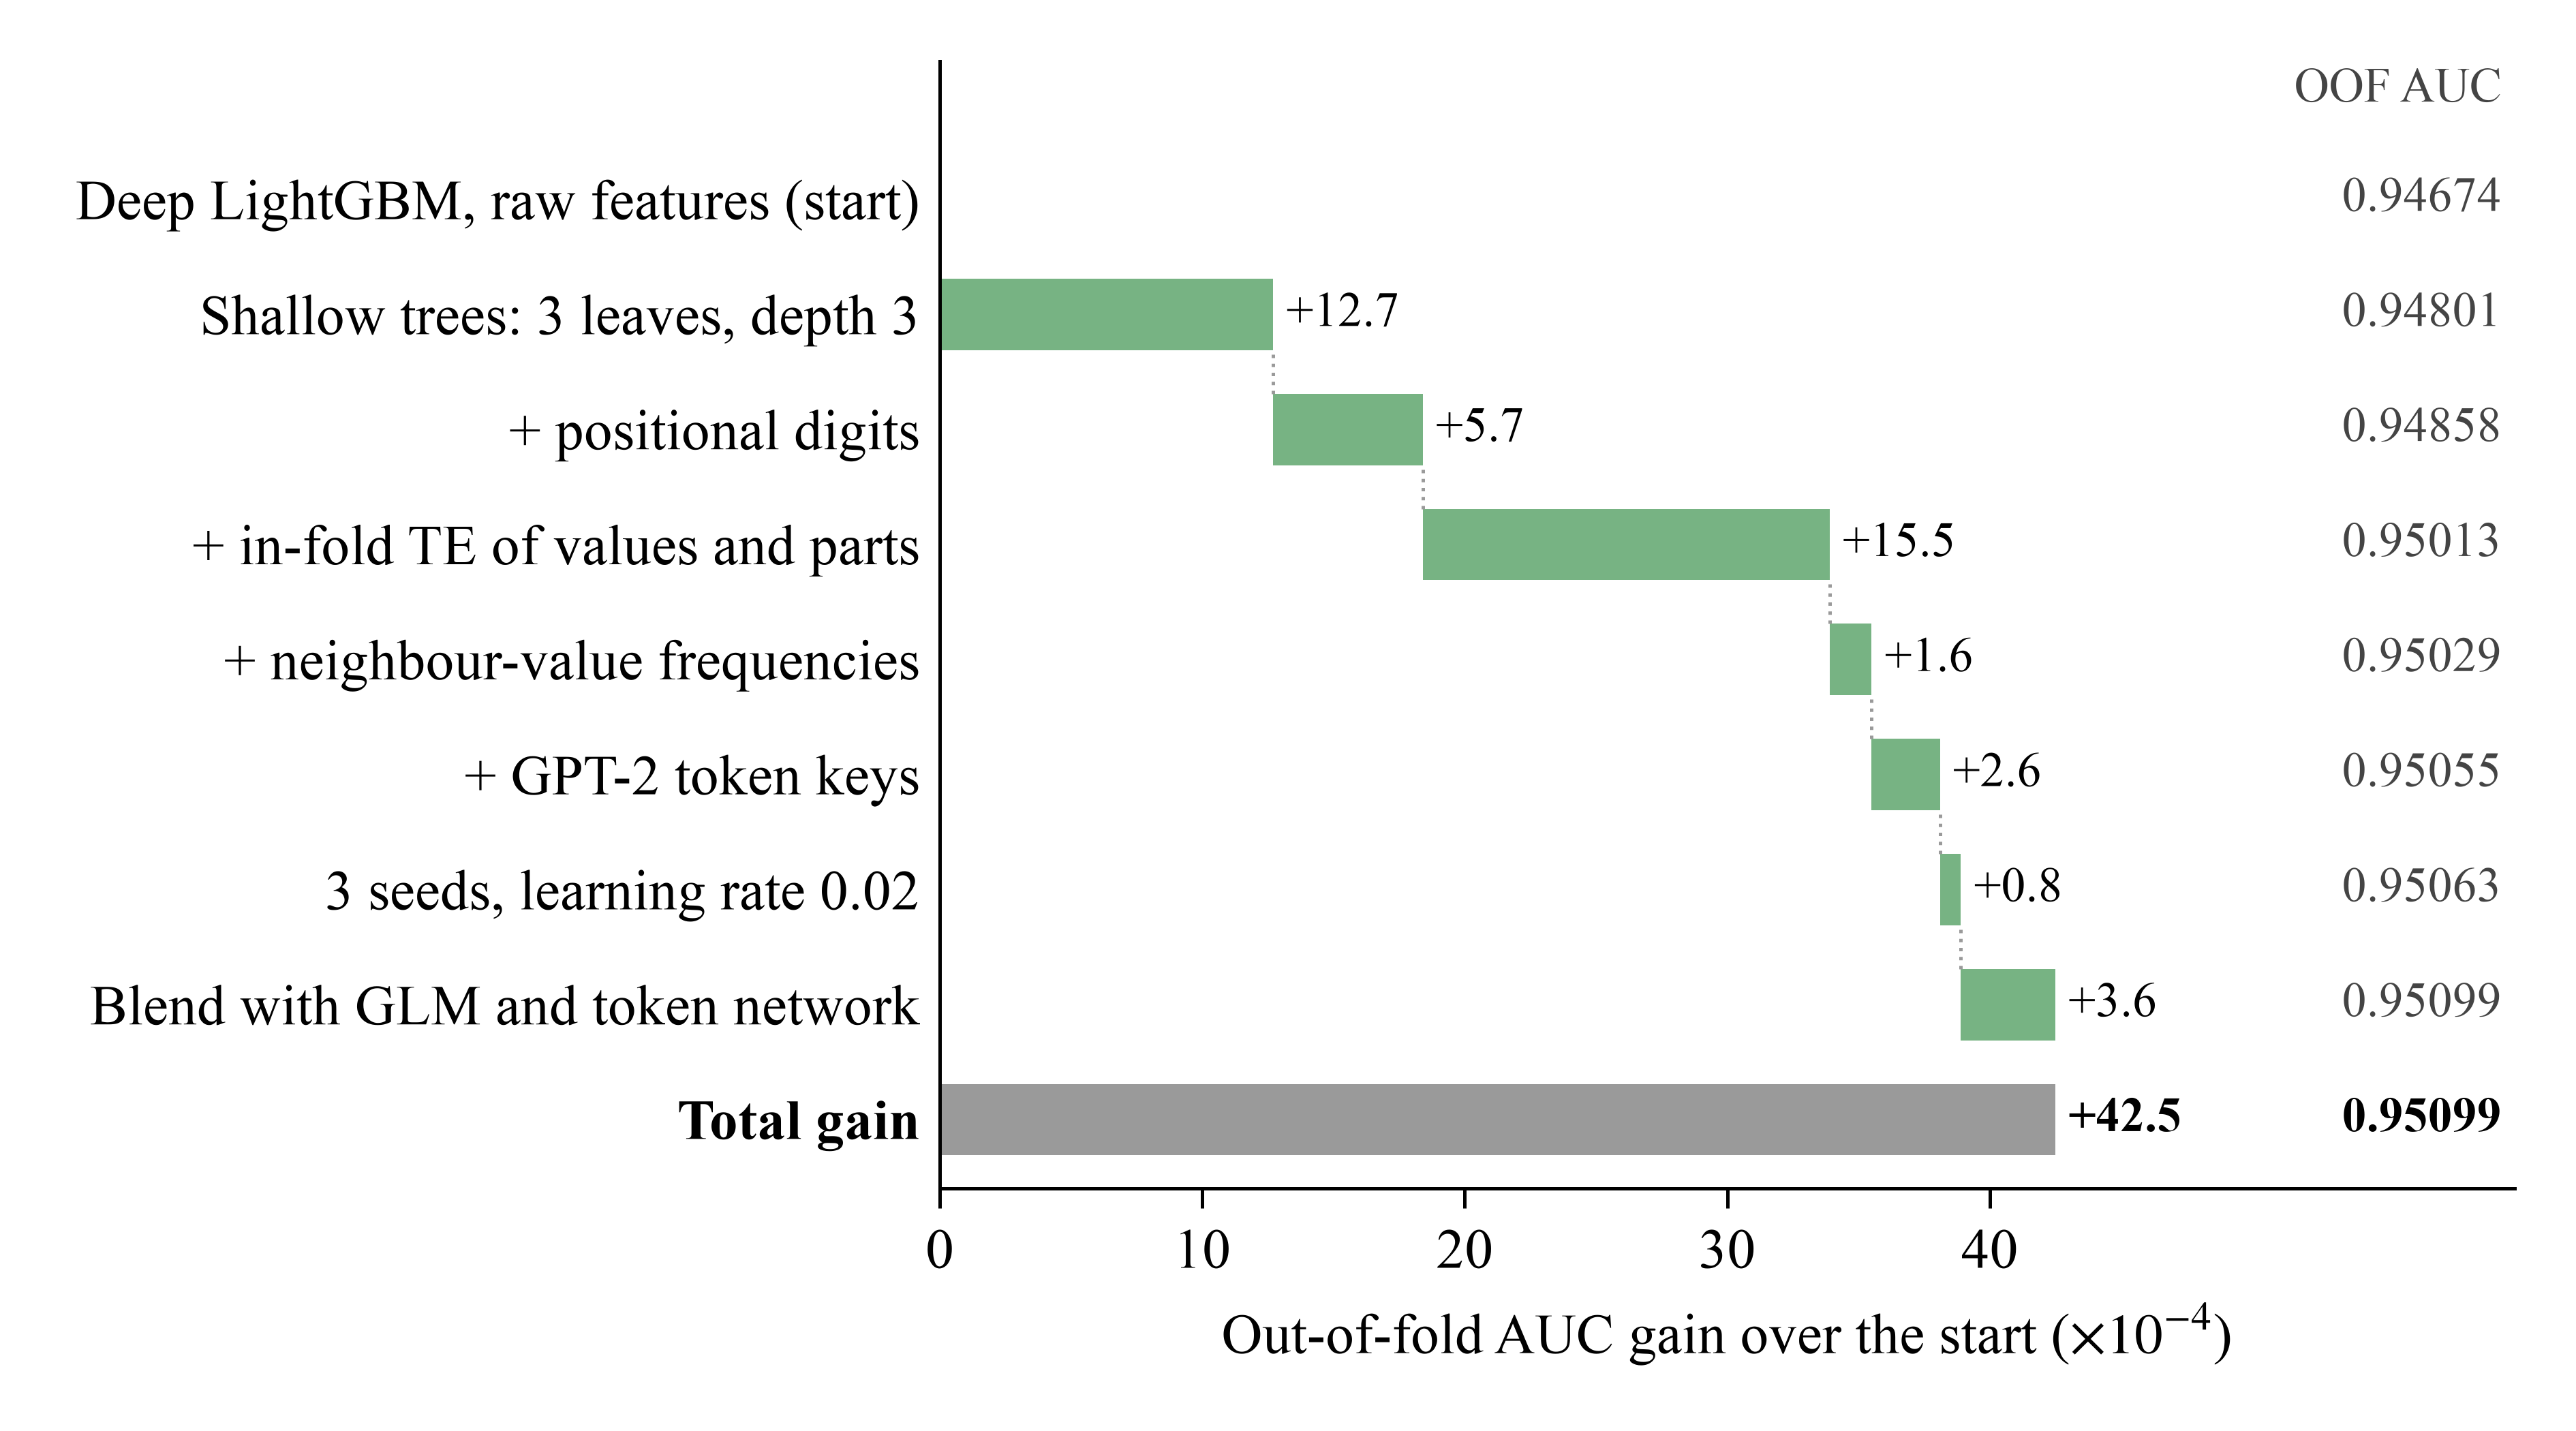 OOF AUC
Deep LightGBM, raw features (start) 0.94674
Shallow trees: 3 leaves, depth 3 +12.7 0.94801
+ positional digits +5.7 0.94858
+ in-fold TE of values and parts +15.5 0.95013
+ neighbour-value frequencies +1.6 0.95029
+ GPT-2 token keys +2.6 0.95055
3 seeds, learning rate 0.02 +0.8 0.95063
Blend with GLM and token network +3.6 0.95099
Total gain +42.5 0.95099
0 10 20 30 40
Out-of-fold AUC gain over the start (×10⁻⁴)